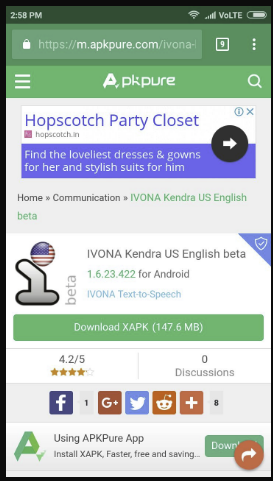 2:58 PM VoLTE
https://m.apkpure.com/ivona- 9
Apkpure
Hopscotch Party Closet
hopscotch.in
Find the loveliest dresses & gowns
for her and stylish suits for him
Home » Communication » IVONA Kendra US English
beta
IVONA Kendra US English beta
1.6.23.422 for Android
IVONA Text-to-Speech
beta
Download XAPK (147.6 MB)
4.2/5
0
Discussions
f 1 G+ 8
Using APKPure App
Install XAPK, Faster, free and saving...
Down